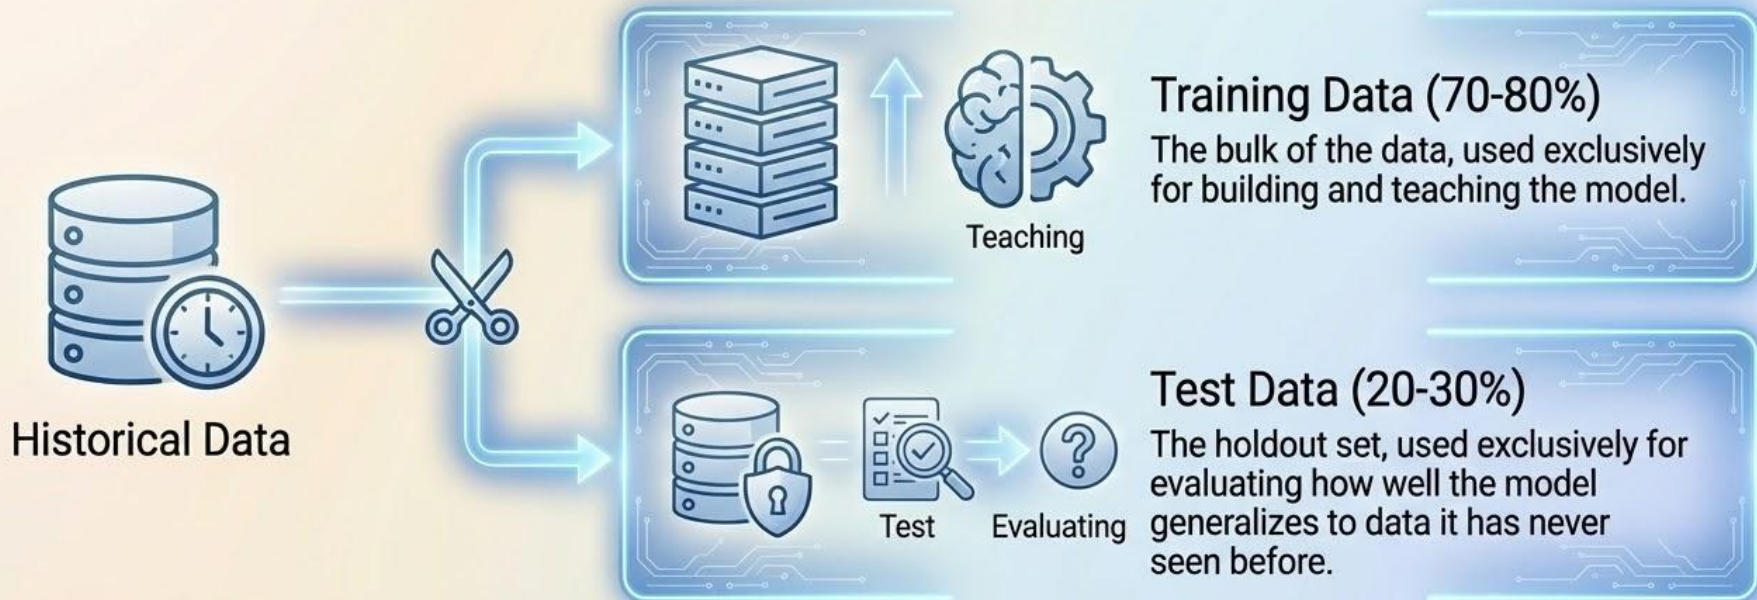 Historical Data
Teaching
Training Data (70-80%)
The bulk of the data, used exclusively
for building and teaching the model.
Test
Evaluating
Test Data (20-30%)
The holdout set, used exclusively for
evaluating how well the model
generalizes to data it has never
seen before.